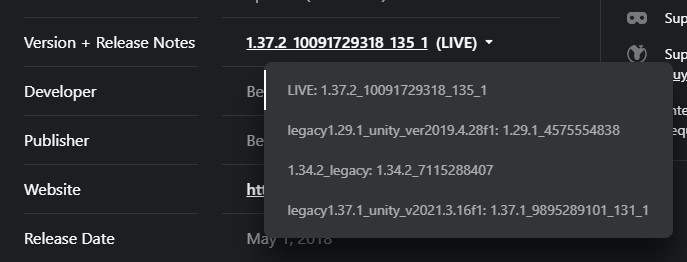 Version + Release Notes
1.37.2_10091729318_135_1 (LIVE)
Sup
LIVE: 1.37.2_10091729318_135_1
Developer
Be
Sup
uy
legacy1.29.1_unity_ver2019.4.28f1: 1.29.1_4575554838
Publisher
Be
1.34.2_legacy: 1.34.2_7115288407
Website
htt
legacy1.37.1_unity_v2021.3.16f1: 1.37.1_9895289101_131_1
Release Date
May 1, 2018